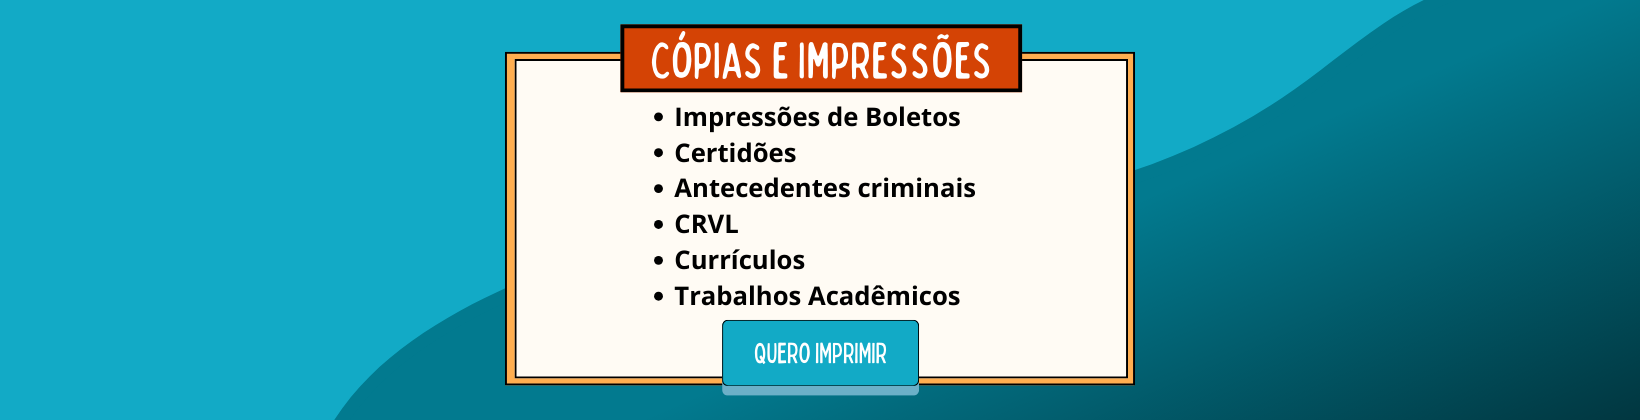 CÓPIAS E IMPRESSÕES
• Impressões de Boletos
• Certidões
• Antecedentes criminais
• CRVL
• Currículos
• Trabalhos Acadêmicos
QUERO IMPRIMIR